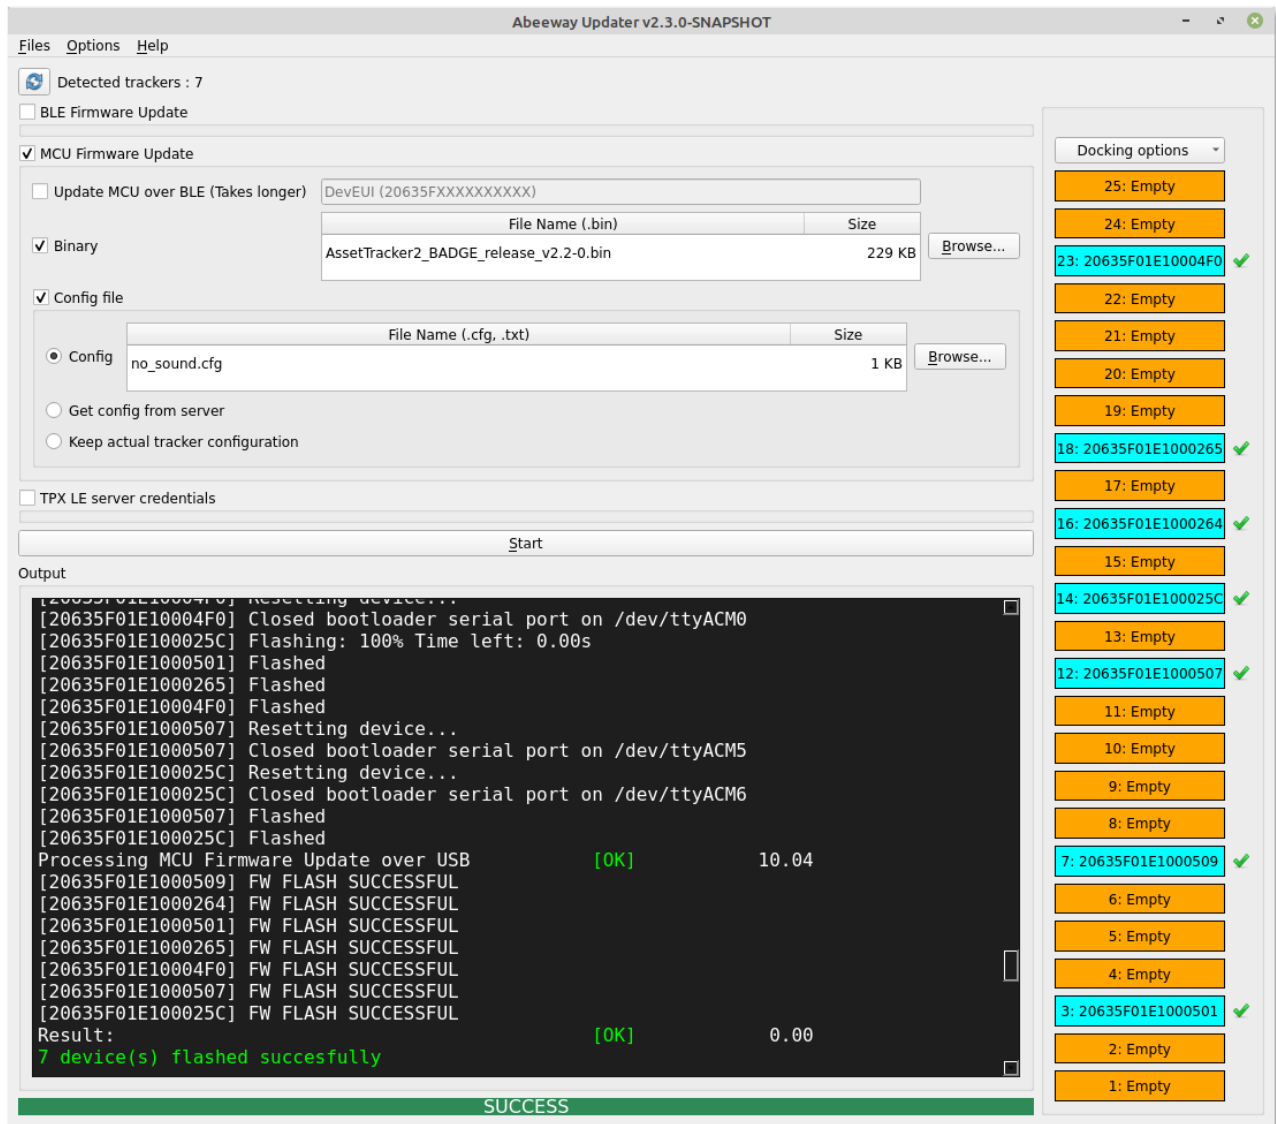 Abeeway Updater v2.3.0-SNAPSHOT
Files Options Help
Detected trackers : 7
BLE Firmware Update
MCU Firmware Update
Update MCU over BLE (Takes longer) DevEUI (20635FXXXXXXXXXX)
File Name (.bin) Size
Binary
AssetTracker2_BADGE_release_v2.2-0.bin 229 KB
Browse...
Config file
File Name (.cfg, .txt) Size
Config
no_sound.cfg 1 KB
Browse...
Get config from server
Keep actual tracker configuration
TPX LE server credentials
Start
Output
[20635F01E10004F0] Resetting device...
[20635F01E10004F0] Closed bootloader serial port on /dev/ttyACM0
[20635F01E100025C] Flashing: 100% Time left: 0.00s
[20635F01E1000501] Flashed
[20635F01E1000265] Flashed
[20635F01E10004F0] Flashed
[20635F01E1000507] Resetting device...
[20635F01E1000507] Closed bootloader serial port on /dev/ttyACM5
[20635F01E100025C] Resetting device...
[20635F01E100025C] Closed bootloader serial port on /dev/ttyACM6
[20635F01E1000507] Flashed
[20635F01E100025C] Flashed
Processing MCU Firmware Update over USB [OK] 10.04
[20635F01E1000509] FW FLASH SUCCESSFUL
[20635F01E1000264] FW FLASH SUCCESSFUL
[20635F01E1000501] FW FLASH SUCCESSFUL
[20635F01E1000265] FW FLASH SUCCESSFUL
[20635F01E10004F0] FW FLASH SUCCESSFUL
[20635F01E1000507] FW FLASH SUCCESSFUL
[20635F01E100025C] FW FLASH SUCCESSFUL
Result: [OK] 0.00
7 device(s) flashed succesfully
SUCCESS
Docking options
25: Empty
24: Empty
23: 20635F01E10004F0
22: Empty
21: Empty
20: Empty
19: Empty
18: 20635F01E1000265
17: Empty
16: 20635F01E1000264
15: Empty
14: 20635F01E100025C
13: Empty
12: 20635F01E1000507
11: Empty
10: Empty
9: Empty
8: Empty
7: 20635F01E1000509
6: Empty
5: Empty
4: Empty
3: 20635F01E1000501
2: Empty
1: Empty